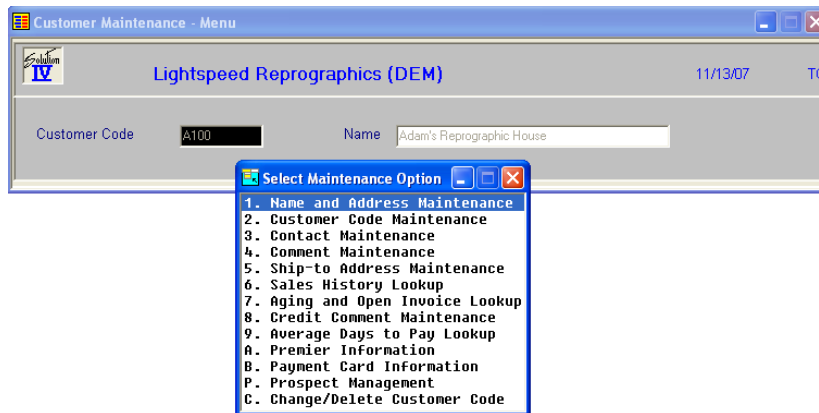 Customer Maintenance - Menu
Solution
IV
Lightspeed Reprographics (DEM) 11/13/07
Customer Code A100 Name Adam's Reprographic House
Select Maintenance Option
1. Name and Address Maintenance
2. Customer Code Maintenance
3. Contact Maintenance
4. Comment Maintenance
5. Ship-to Address Maintenance
6. Sales History Lookup
7. Aging and Open Invoice Lookup
8. Credit Comment Maintenance
9. Average Days to Pay Lookup
A. Premier Information
B. Payment Card Information
P. Prospect Management
C. Change/Delete Customer Code